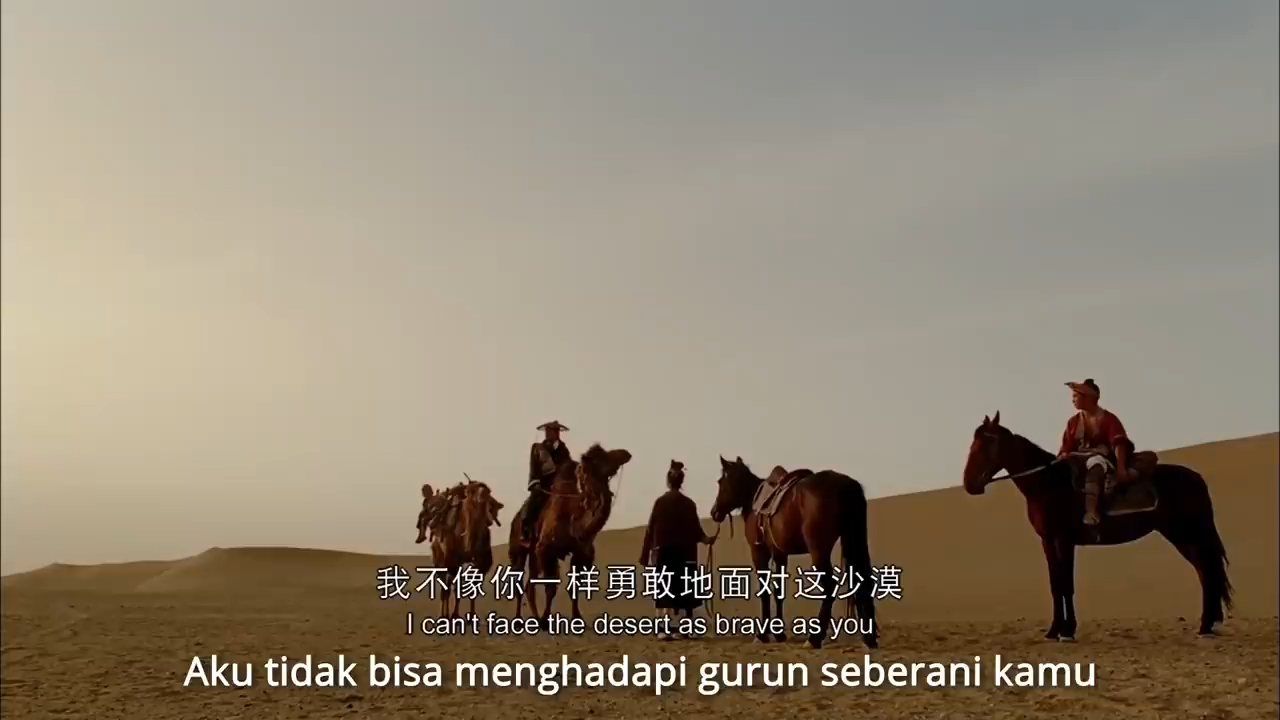 我不像你一样勇敢地面对这沙漠
I can't face the desert as brave as you
Aku tidak bisa menghadapi gurun seberani kamu